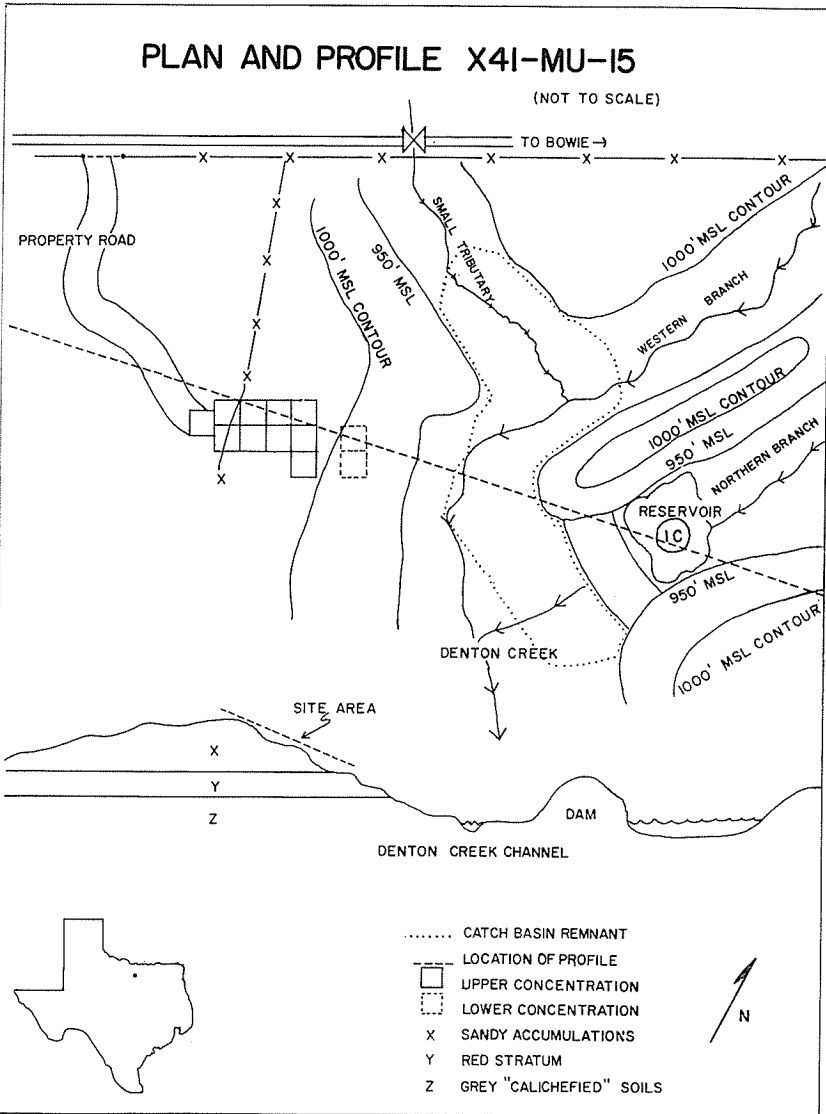 PLAN AND PROFILE X41-MU-15
(NOT TO SCALE)
TO BOWIE→
X X X X X X X
PROPERTY ROAD
X
X
X
X
X
1000' MSL CONTOUR
950' MSL
SMALL TRIBUTARY
1000' MSL CONTOUR
WESTERN BRANCH
1000' MSL CONTOUR
950' MSL
NORTHERN BRANCH
RESERVOIR
1C
950' MSL
1000' MSL CONTOUR
DENTON CREEK
SITE AREA
X
Y
Z
DAM
DENTON CREEK CHANNEL
CATCH BASIN REMNANT
LOCATION OF PROFILE
UPPER CONCENTRATION
LOWER CONCENTRATION
X SANDY ACCUMULATIONS
Y RED STRATUM
Z GREY "CALICHEFIED" SOILS
N